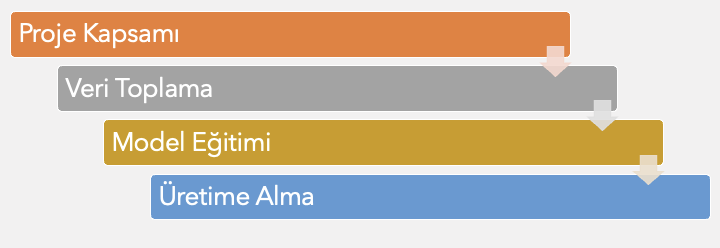 Proje Kapsamı
Veri Toplama
Model Eğitimi
Üretime Alma